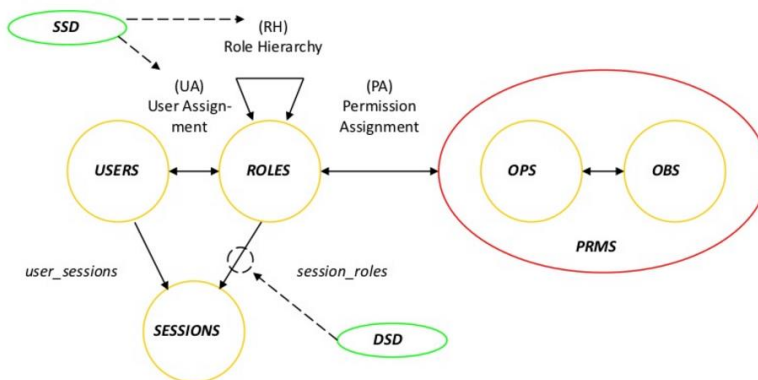 SSD
(RH)
Role Hierarchy
(UA)
User Assign-
ment
(PA)
Permission
Assignment
USERS
ROLES
OPS
OBS
PRMS
user_sessions
session_roles
SESSIONS
DSD